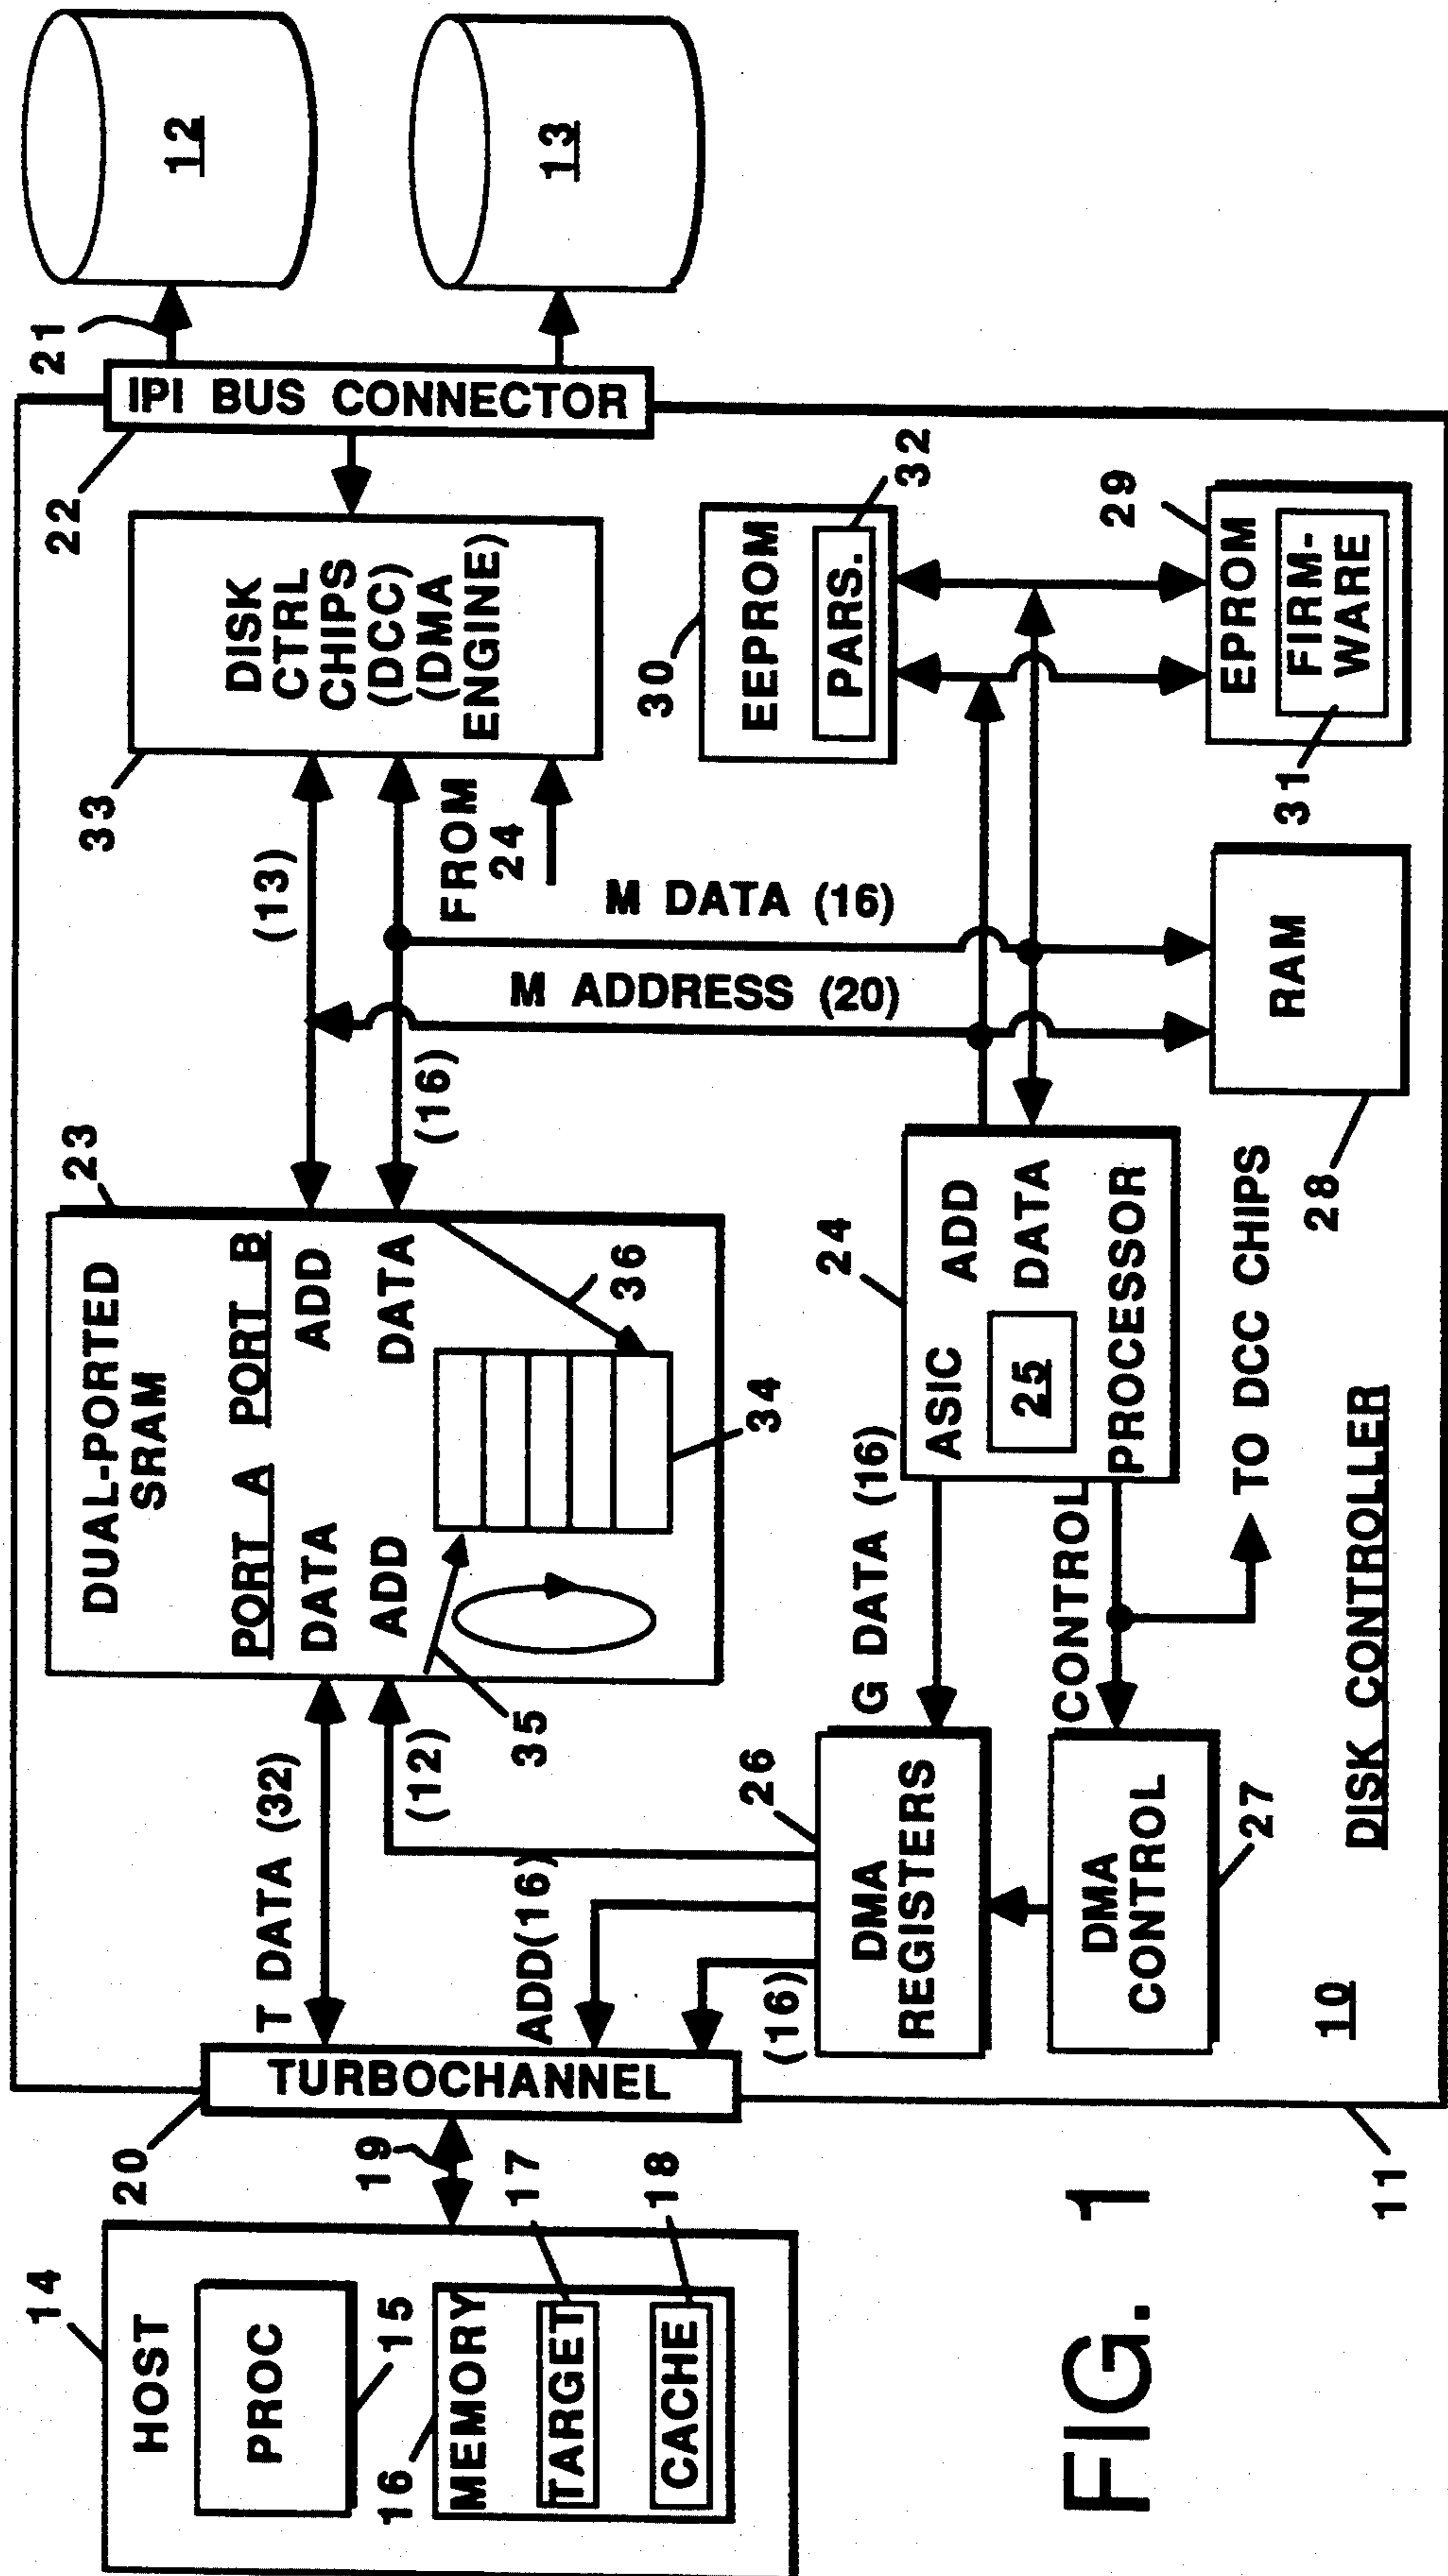 14
HOST
PROC
15
16
MEMORY
TARGET
17
CACHE
18
19
20
TURBOCHANNEL
T DATA (32)
(12)
ADD(16)
(16)
DUAL-PORTED
SRAM
23
PORT A
PORT B
DATA
ADD
ADD
DATA
35
36
34
(13)
(16)
33
DISK
CTRL
CHIPS
(DCC)
(DMA
ENGINE)
FROM
24
22
IPI BUS CONNECTOR
21
12
13
M DATA (16)
M ADDRESS (20)
26
DMA
REGISTERS
G DATA (16)
24
ASIC
ADD
25
DATA
PROCESSOR
CONTROL
DMA
CONTROL
27
TO DCC CHIPS
RAM
28
30
EEPROM
PARS.
32
29
EPROM
FIRM-
WARE
31
10
DISK CONTROLLER
11
FIG. 1